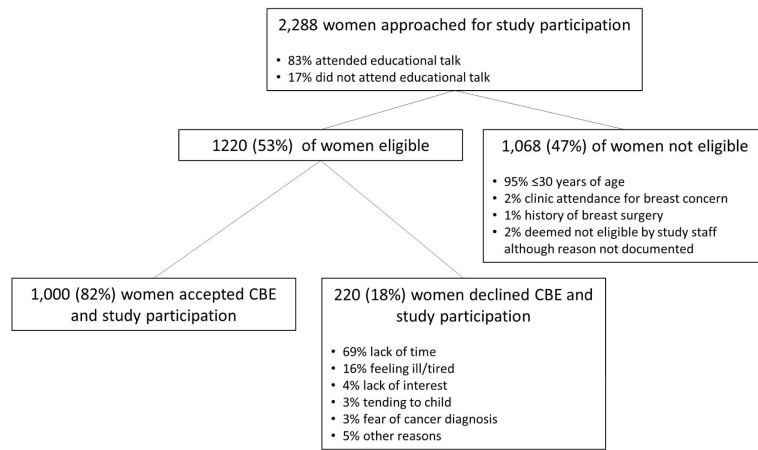 2,288 women approached for study participation
• 83% attended educational talk
• 17% did not attend educational talk
1220 (53%) of women eligible
1,068 (47%) of women not eligible
• 95% ≤30 years of age
• 2% clinic attendance for breast concern
• 1% history of breast surgery
• 2% deemed not eligible by study staff
although reason not documented
1,000 (82%) women accepted CBE
and study participation
220 (18%) women declined CBE and
study participation
• 69% lack of time
• 16% feeling ill/tired
• 4% lack of interest
• 3% tending to child
• 3% fear of cancer diagnosis
• 5% other reasons